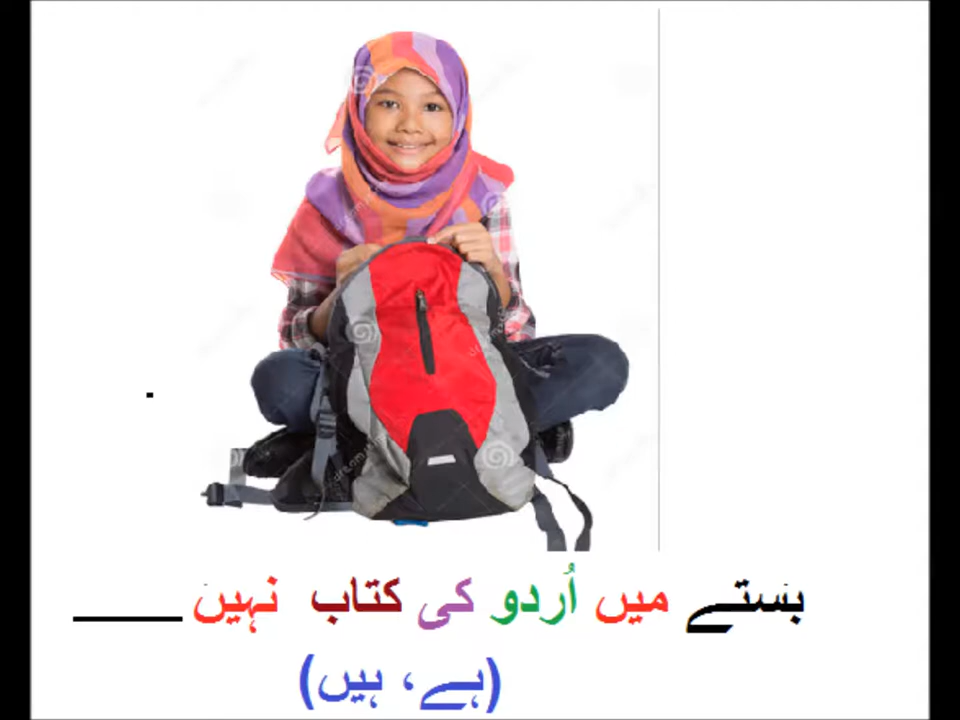 بستے میں اُردو کی کتاب نہیں ____
(ہے، ہیں)